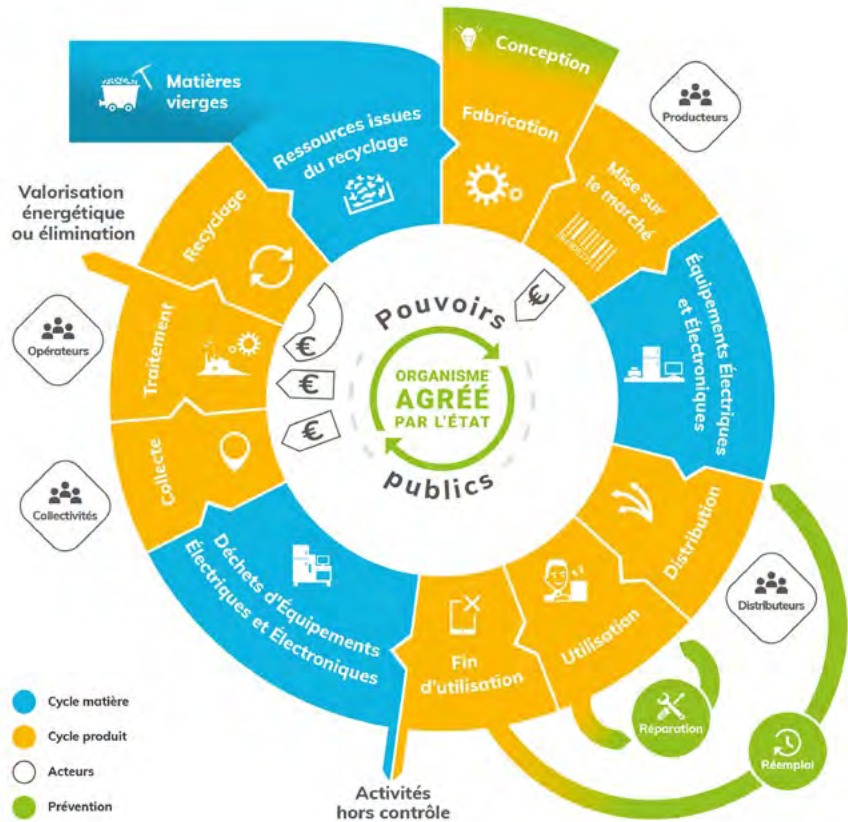 Conception
Matières
vierges
Ressources issues
du recyclage
Fabrication
Producteurs
Mise sur
le marché
Valorisation
énergétique
ou élimination
Recyclage
€
Pouvoirs
Équipements Électriques
et Électroniques
Opérateurs
Traitement
€
€
ORGANISME
AGRÉÉ
PAR L'ÉTAT
€
publics
Collecte
Collectivités
Distribution
Distributeurs
Déchets d'Équipements
Électriques et Électroniques
Utilisation
Fin
d'utilisation
Réparation
Réemploi
Cycle matière
Cycle produit
Acteurs
Prévention
Activités
hors contrôle